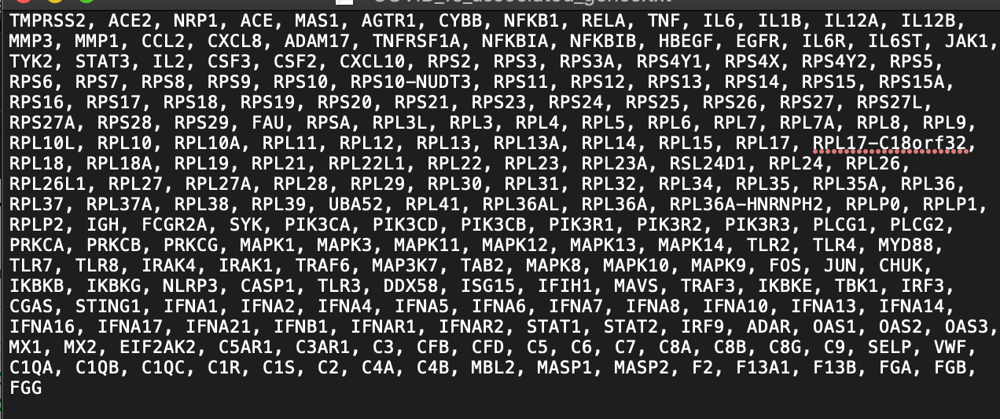 TMPRSS2, ACE2, NRP1, ACE, MAS1, AGTR1, CYBB, NFKB1, RELA, TNF, IL6, IL1B, IL12A, IL12B,
MMP3, MMP1, CCL2, CXCL8, ADAM17, TNFRSF1A, NFKBIA, NFKBIB, HBEGF, EGFR, IL6R, IL6ST, JAK1,
TYK2, STAT3, IL2, CSF3, CSF2, CXCL10, RPS2, RPS3, RPS3A, RPS4Y1, RPS4X, RPS4Y2, RPS5,
RPS6, RPS7, RPS8, RPS9, RPS10, RPS10-NUDT3, RPS11, RPS12, RPS13, RPS14, RPS15, RPS15A,
RPS16, RPS17, RPS18, RPS19, RPS20, RPS21, RPS23, RPS24, RPS25, RPS26, RPS27, RPS27L,
RPS27A, RPS28, RPS29, FAU, RPSA, RPL3L, RPL3, RPL4, RPL5, RPL6, RPL7, RPL7A, RPL8, RPL9,
RPL10L, RPL10, RPL10A, RPL11, RPL12, RPL13, RPL13A, RPL14, RPL15, RPL17, RPL17-C18orf32,
RPL18, RPL18A, RPL19, RPL21, RPL22L1, RPL22, RPL23, RPL23A, RSL24D1, RPL24, RPL26,
RPL26L1, RPL27, RPL27A, RPL28, RPL29, RPL30, RPL31, RPL32, RPL34, RPL35, RPL35A, RPL36,
RPL37, RPL37A, RPL38, RPL39, UBA52, RPL41, RPL36AL, RPL36A, RPL36A-HNRNPH2, RPLP0, RPLP1,
RPLP2, IGH, FCGR2A, SYK, PIK3CA, PIK3CD, PIK3CB, PIK3R1, PIK3R2, PIK3R3, PLCG1, PLCG2,
PRKCA, PRKCB, PRKCG, MAPK1, MAPK3, MAPK11, MAPK12, MAPK13, MAPK14, TLR2, TLR4, MYD88,
TLR7, TLR8, IRAK4, IRAK1, TRAF6, MAP3K7, TAB2, MAPK8, MAPK10, MAPK9, FOS, JUN, CHUK,
IKBKB, IKBKG, NLRP3, CASP1, TLR3, DDX58, ISG15, IFIH1, MAVS, TRAF3, IKBKE, TBK1, IRF3,
CGAS, STING1, IFNA1, IFNA2, IFNA4, IFNA5, IFNA6, IFNA7, IFNA8, IFNA10, IFNA13, IFNA14,
IFNA16, IFNA17, IFNA21, IFNB1, IFNAR1, IFNAR2, STAT1, STAT2, IRF9, ADAR, OAS1, OAS2, OAS3,
MX1, MX2, EIF2AK2, C5AR1, C3AR1, C3, CFB, CFD, C5, C6, C7, C8A, C8B, C8G, C9, SELP, VWF,
C1QA, C1QB, C1QC, C1R, C1S, C2, C4A, C4B, MBL2, MASP1, MASP2, F2, F13A1, F13B, FGA, FGB,
FGG